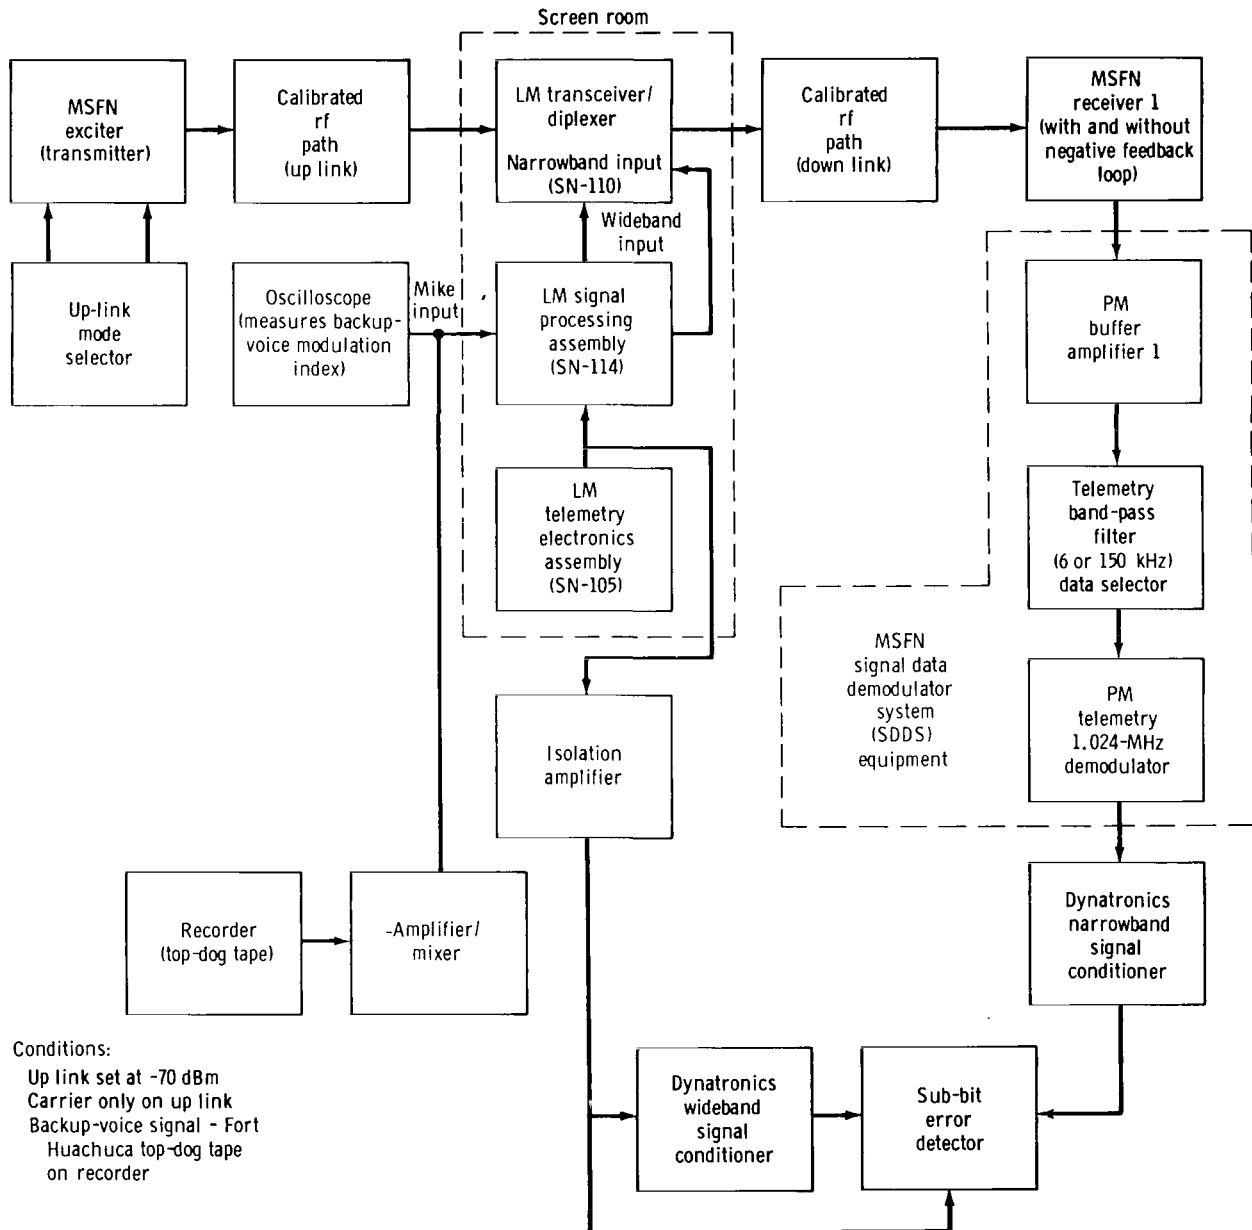 Screen room
MSFN
exciter
(transmitter)
Calibrated
rf
path
(up link)
LM transceiver/
diplexer
Narrowband input
(SN-110)
Calibrated
rf
path
(down link)
MSFN
receiver 1
(with and without
negative feedback
loop)
Wideband
input
Up-link
mode
selector
Oscilloscope
(measures backup-
voice modulation
index)
Mike
input
LM signal
processing
assembly
(SN-114)
PM
buffer
amplifier 1
LM
telemetry
electronics
assembly
(SN-105)
Telemetry
band-pass
filter
(6 or 150 kHz)
data selector
MSFN
signal data
demodulator
system
(SDDS)
equipment
PM
telemetry
1.024-MHz
demodulator
Isolation
amplifier
Recorder
(top-dog tape)
-Amplifier/
mixer
Dynatronics
narrowband
signal
conditioner
Conditions:
Up link set at -70 dBm
Carrier only on up link
Backup-voice signal - Fort
Huachuca top-dog tape
on recorder
Dynatronics
wideband
signal
conditioner
Sub-bit
error
detector